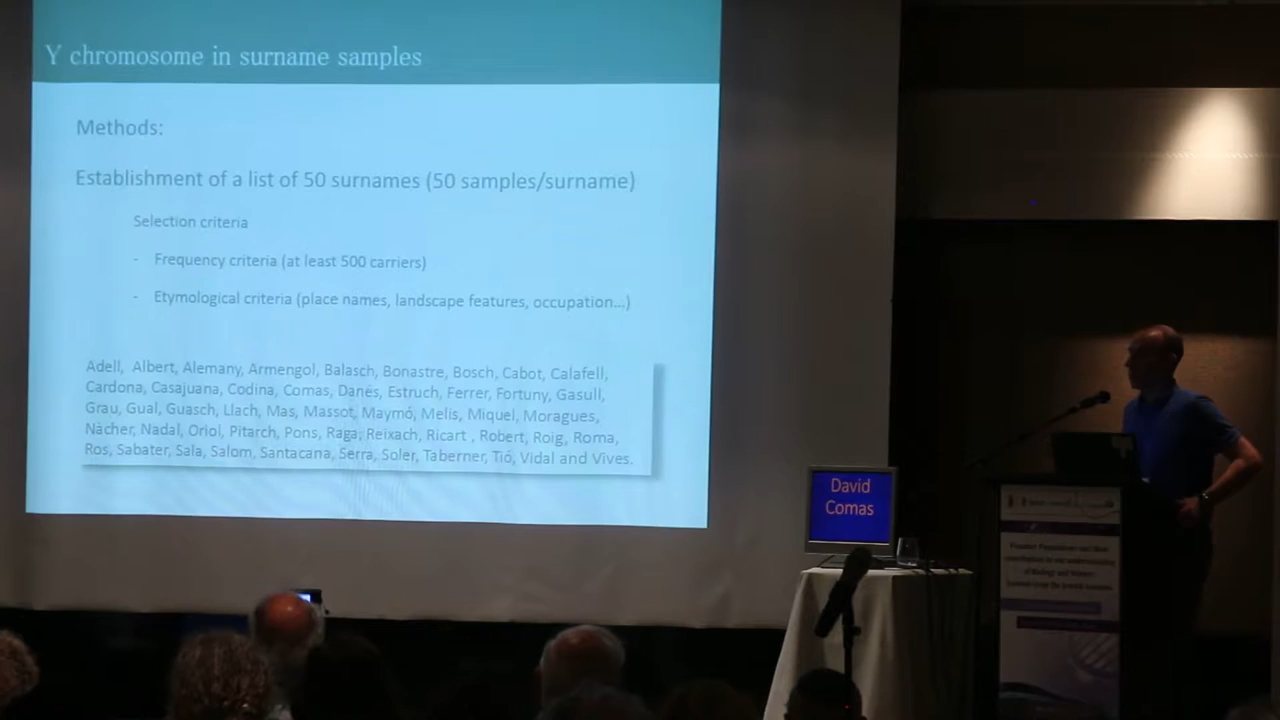 Y chromosome in surname samples
Methods:
Establishment of a list of 50 surnames (50 samples/surname)
Selection criteria
- Frequency criteria (at least 500 carriers)
- Etymological criteria (place names, landscape features, occupation...)
Adell, Albert, Alemany, Armengol, Balasch, Bonastre, Bosch, Cabot, Calafell,
Cardona, Casajuana, Codina, Comas, Danés, Estruch, Ferrer, Fortuny, Gasull,
Grau, Gual, Guasch, Llach, Mas, Massot, Maymó, Melis, Miquel, Moragues,
Nàcher, Nadal, Oriol, Pitarch, Pons, Raga, Reixach, Ricart , Robert, Roig, Roma,
Ros, Sabater, Sala, Salom, Santacana, Serra, Soler, Taberner, Tió, Vidal and Vives.
David
Comas